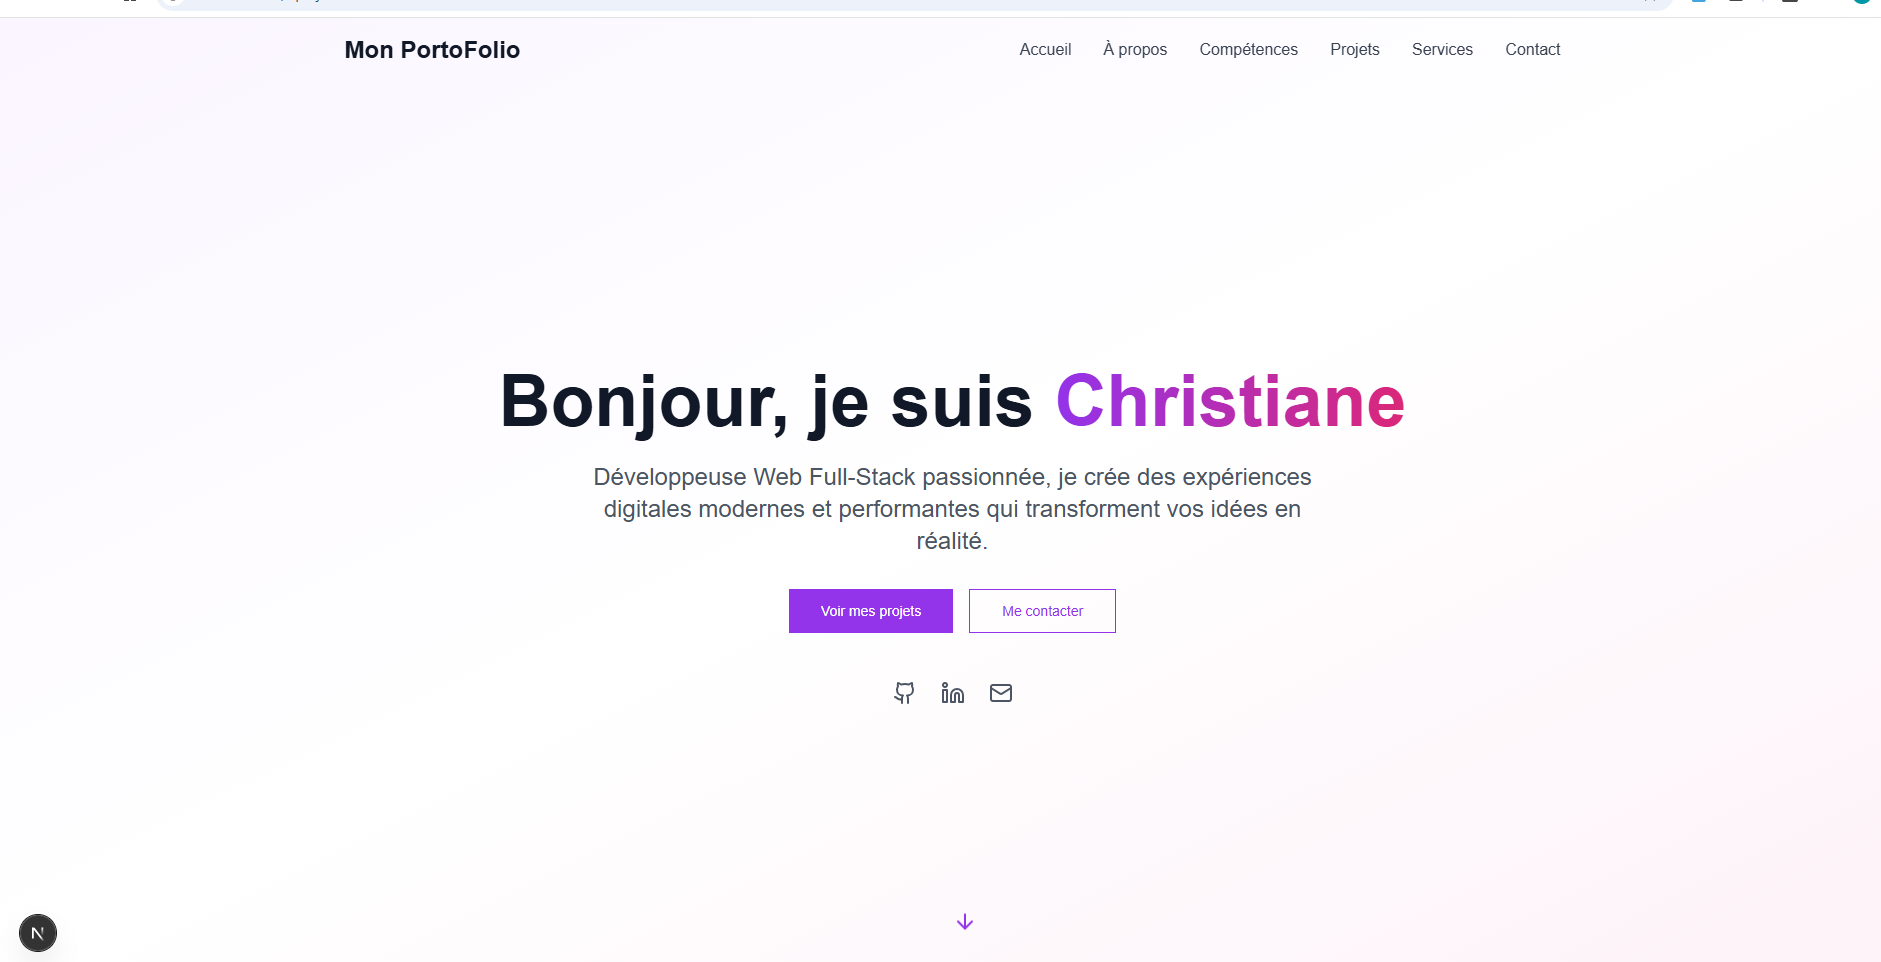 Mon PortoFolio
Accueil À propos Compétences Projets Services Contact
Bonjour, je suis Christiane
Développeuse Web Full-Stack passionnée, je crée des expériences
digitales modernes et performantes qui transforment vos idées en
réalité.
Voir mes projets
Me contacter
N